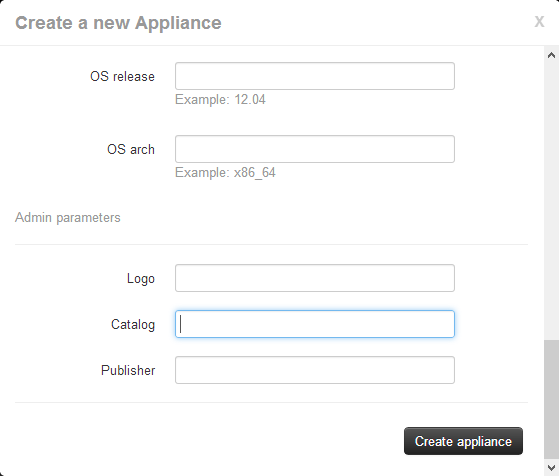 Create a new Appliance
x
OS release
Example: 12.04
OS arch
Example: x86_64
Admin parameters
Logo
Catalog
Publisher
Create appliance